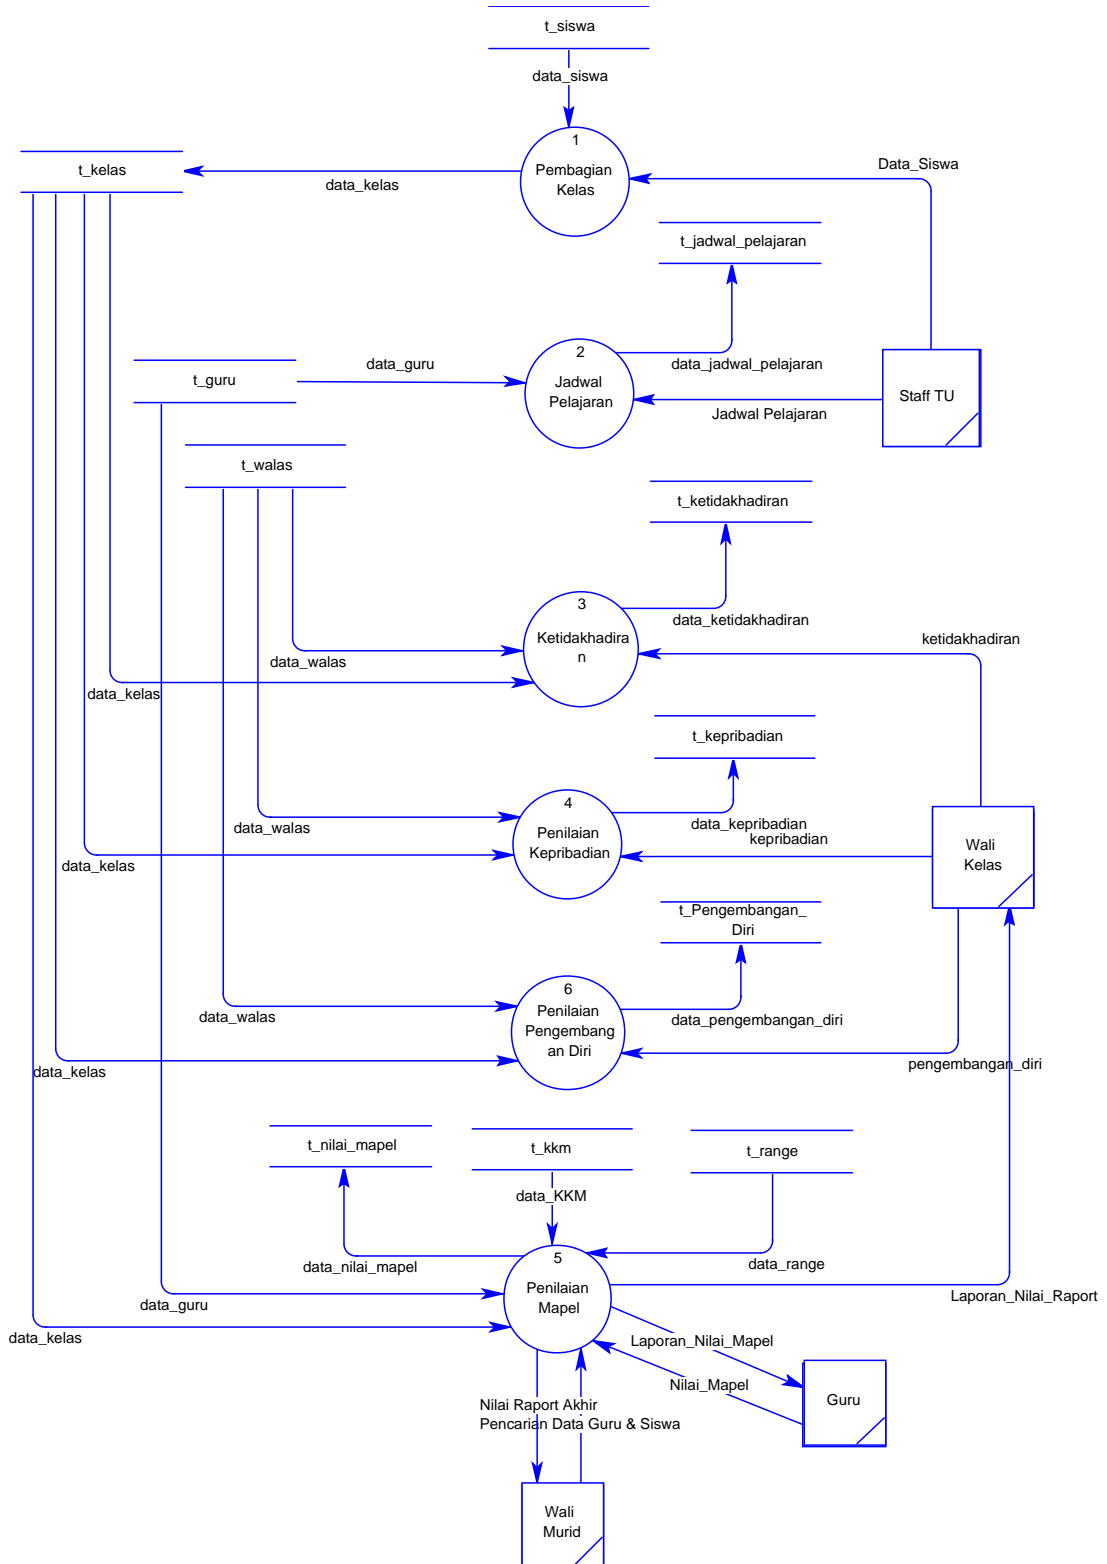 t_siswa
data_siswa
1
Pembagian
Kelas
Data_Siswa
t_kelas
data_kelas
t_jadwal_pelajaran
2
Jadwal
Pelajaran
data_guru
t_guru
data_jadwal_pelajaran
Jadwal Pelajaran
Staff TU
t_walas
t_ketidakhadiran
3
Ketidakhadira
n
data_ketidakhadiran
ketidakhadiran
data_walas
data_kelas
t_kepribadian
4
Penilaian
Kepribadian
data_kepribadian
kepribadian
data_walas
data_kelas
Wali
Kelas
t_Pengembangan_
Diri
6
Penilaian
Pengembang
an Diri
data_walas
data_pengembangan_diri
pengembangan_diri
data_kelas
t_nilai_mapel
t_kkm
t_range
data_KKM
5
Penilaian
Mapel
data_nilai_mapel
data_range
data_guru
Laporan_Nilai_Raport
data_kelas
Laporan_Nilai_Mapel
Nilai_Mapel
Guru
Nilai Raport Akhir
Pencarian Data Guru & Siswa
Wali
Murid